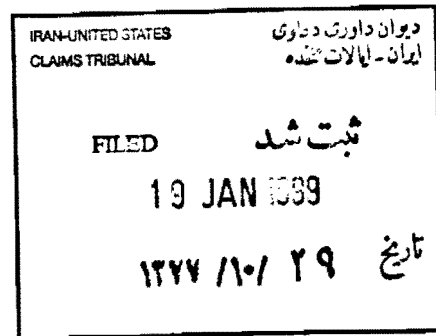 IRAN-UNITED STATES
CLAIMS TRIBUNAL
دیوان داوری دعاوی
ایران - ایالات متحده
FILED ثبت شد
19 JAN 1999
تاریخ ۱۳۷۷ /۱۰/ ۲۹